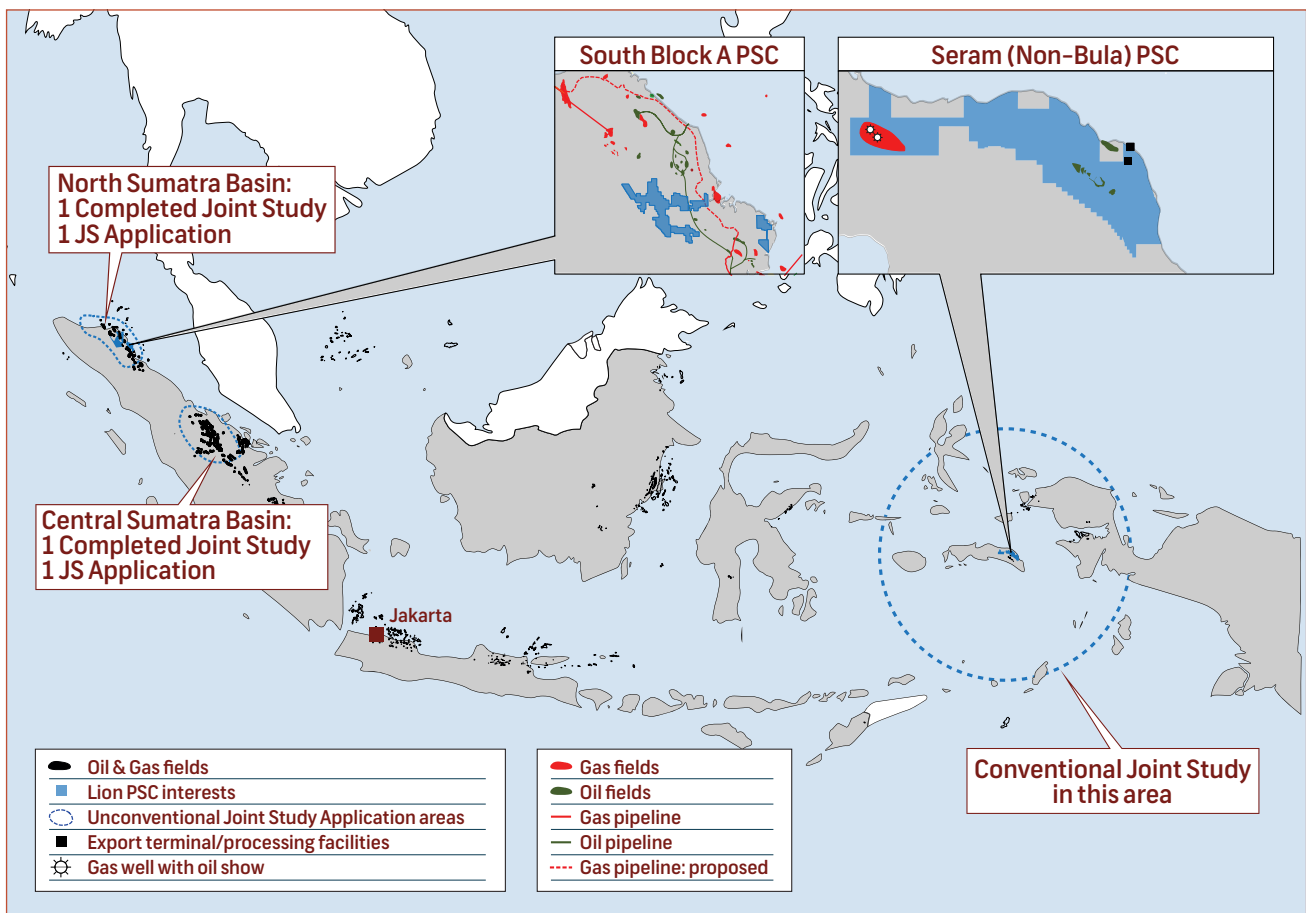 South Block A PSC
Seram (Non-Bula) PSC
North Sumatra Basin:
1 Completed Joint Study
1 JS Application
Central Sumatra Basin:
1 Completed Joint Study
1 JS Application
Jakarta
Conventional Joint Study
in this area
Oil & Gas fields
Lion PSC interests
Unconventional Joint Study Application areas
Export terminal/processing facilities
Gas well with oil show
Gas fields
Oil fields
Gas pipeline
Oil pipeline
Gas pipeline: proposed